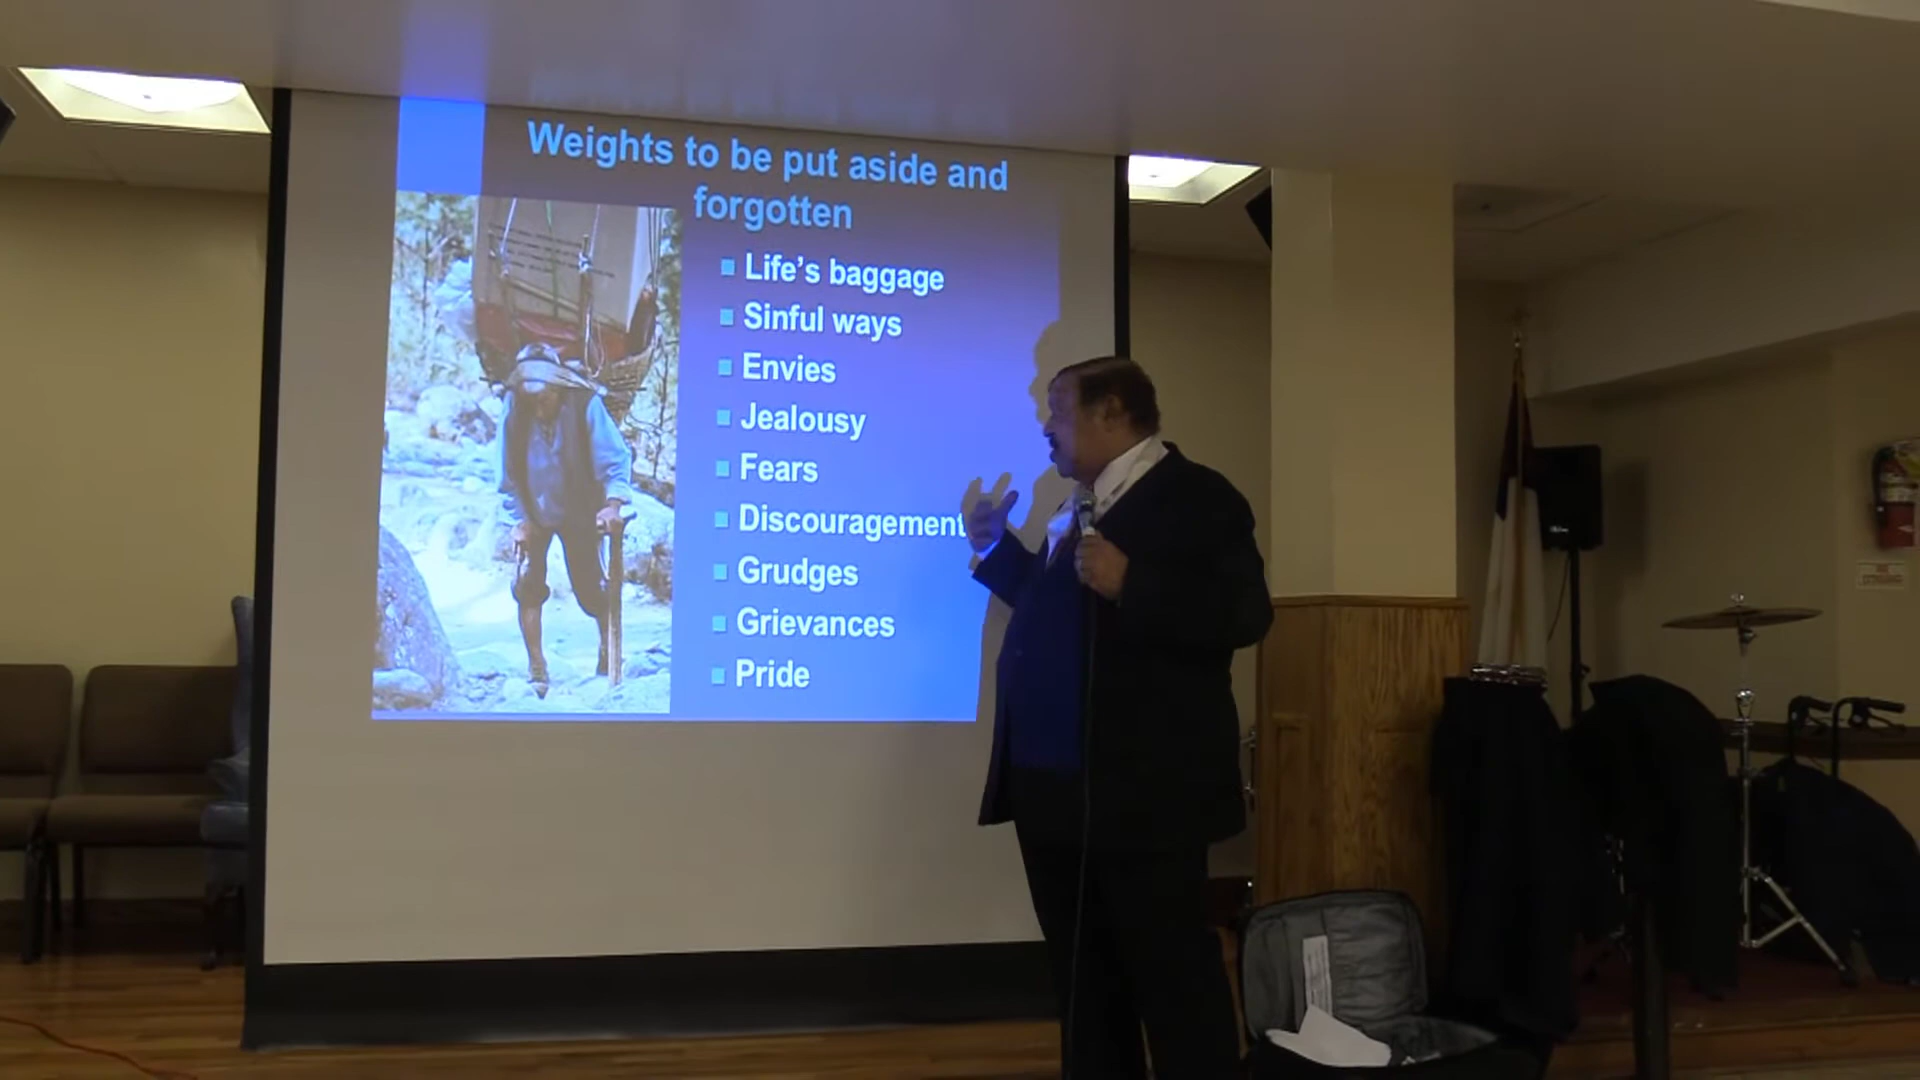 Weights to be put aside and
forgotten
Life's baggage
Sinful ways
Envies
Jealousy
Fears
Discouragement
Grudges
Grievances
Pride